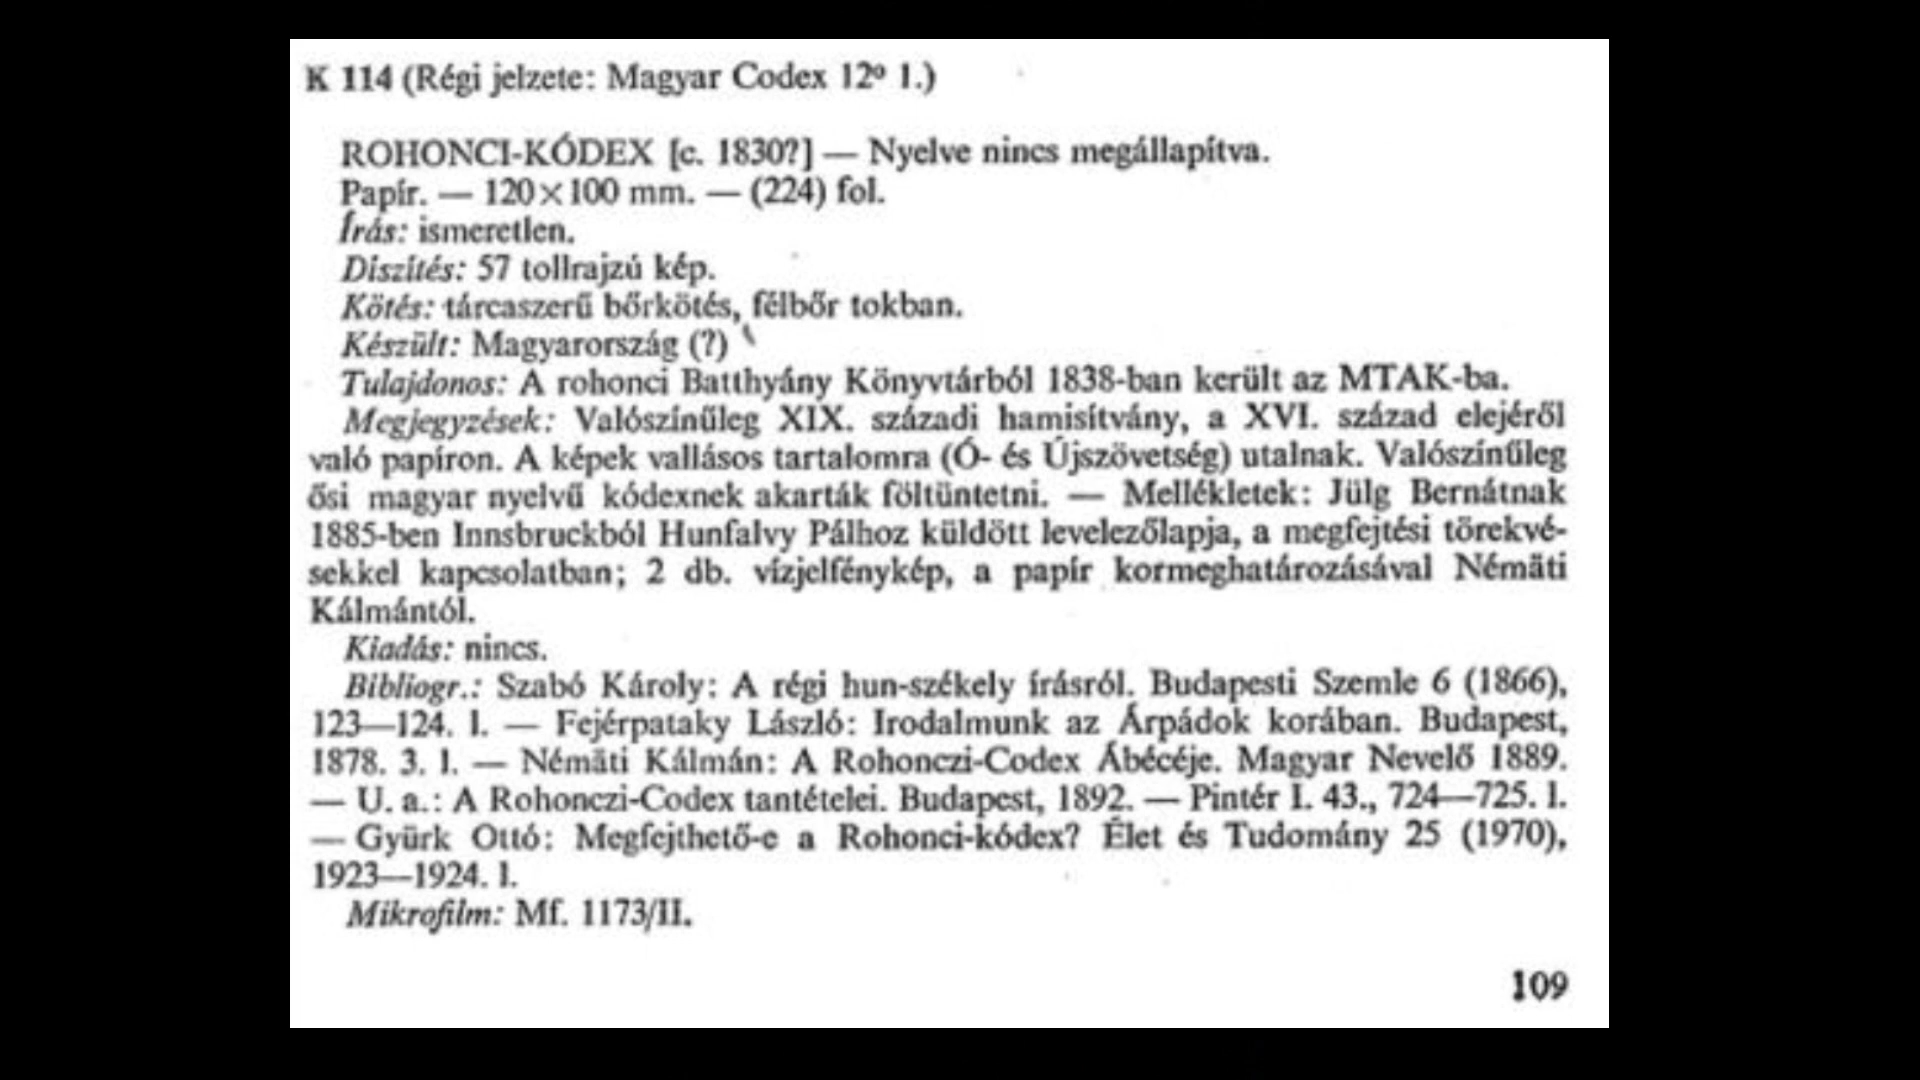 K 114 (Régi jelzete: Magyar Codex 12º 1.)
ROHONCI-KÓDEX [c. 1830?] — Nyelve nincs megállapítva.
Papír. — 120×100 mm. — (224) fol.
Írás: ismeretlen.
Díszítés: 57 tollrajzú kép.
Kötés: tárcaszerű bőrkötés, félbőr tokban.
Készült: Magyarország (?)
Tulajdonos: A rohonci Batthyány Könyvtárból 1838-ban került az MTAK-ba.
Megjegyzések: Valószínűleg XIX. századi hamisítvány, a XVI. század elejéről
való papíron. A képek vallásos tartalomra (Ó- és Újszövetség) utalnak. Valószínűleg
ősi magyar nyelvű kódexnek akarták föltüntetni. — Mellékletek: Jülg Bernátnak
1885-ben Innsbruckból Hunfalvy Pálhoz küldött levelezőlapja, a megfejtési törekvé-
sekkel kapcsolatban; 2 db. vízjelfénykép, a papír kormeghatározásával Némäti
Kálmántól.
Kiadás: nincs.
Bibliogr.: Szabó Károly: A régi hun-székely írásról. Budapesti Szemle 6 (1866),
123—124. l. — Fejérpataky László: Irodalmunk az Árpádok korában. Budapest,
1878. 3. l. — Némäti Kálmán: A Rohonczi-Codex Ábécéje. Magyar Nevelő 1889.
— U. a.: A Rohonczi-Codex tantételei. Budapest, 1892. — Pintér I. 43., 724—725. l.
— Gyürk Ottó: Megfejthető-e a Rohonci-kódex? Élet és Tudomány 25 (1970),
1923—1924. l.
Mikrofilm: Mf. 1173/II.
109